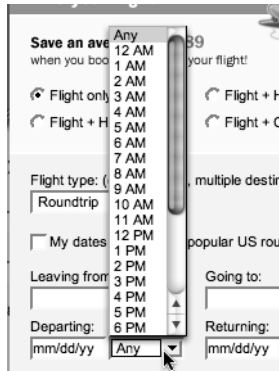 Any
12 AM
1 AM
2 AM
3 AM
4 AM
5 AM
6 AM
7 AM
8 AM
9 AM
10 AM
11 AM
12 PM
1 PM
2 PM
3 PM
4 PM
5 PM
6 PM
Save an ave 89
when you boo your flight!
Flight only Flight + H
Flight + H Flight + C
Flight type: ( , multiple destin
Roundtrip
My dates popular US rou
Leaving from Going to:
Departing: Returning:
mm/dd/yy Any mm/dd/yy